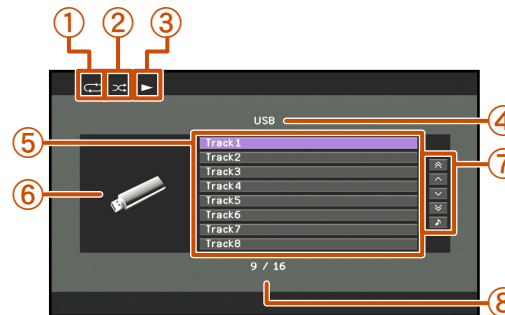 ① ② ③
USB ④
⑤ Track1
Track2
Track3 ⑦
Track4
⑥ Track5
Track6
Track7
Track8
9 / 16
⑧